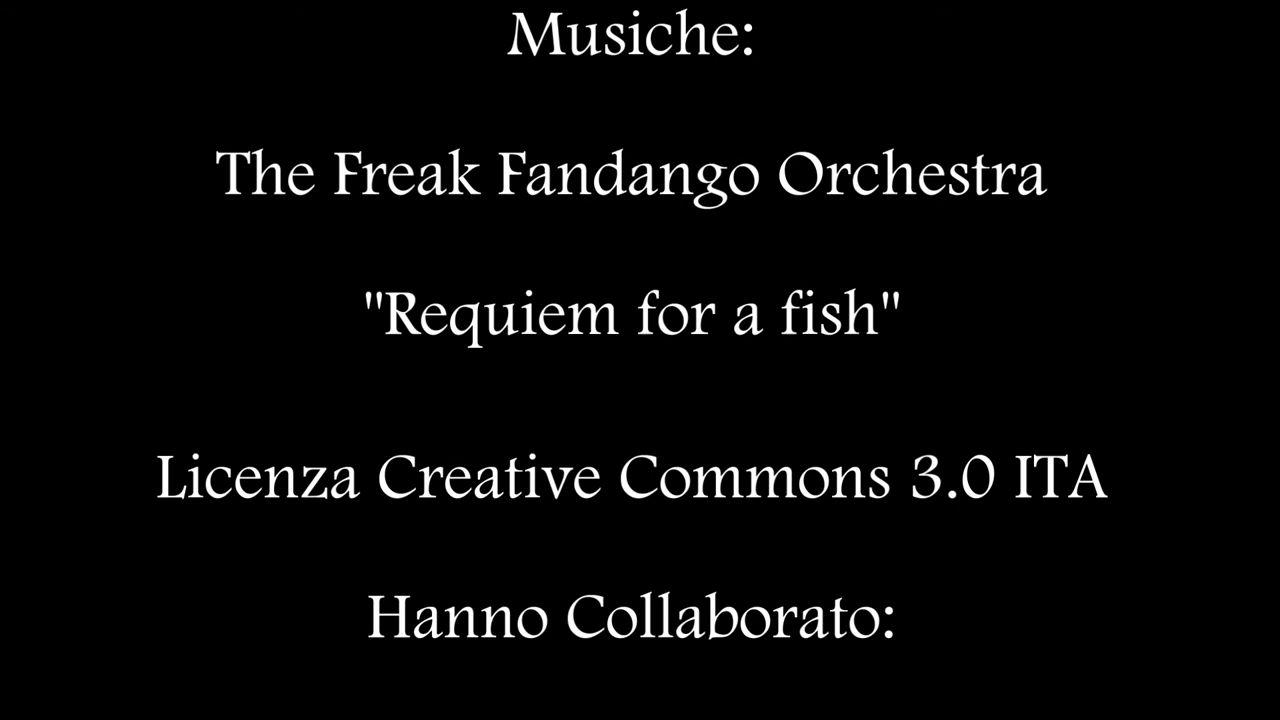 Musiche:
The Freak Fandango Orchestra
"Requiem for a fish"
Licenza Creative Commons 3.0 ITA
Hanno Collaborato: